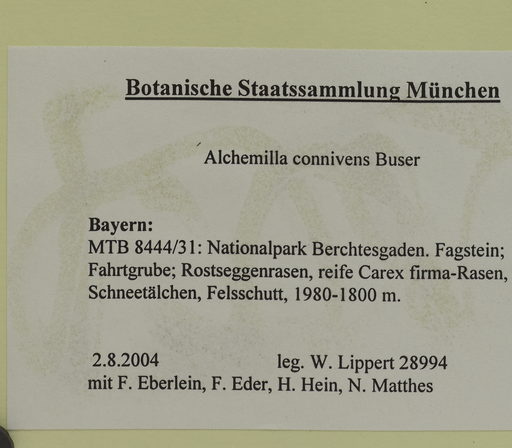 Botanische Staatssammlung München
Alchemilla connivens Buser
Bayern:
MTB 8444/31: Nationalpark Berchtesgaden. Fagstein;
Fahrtgrube; Rostseggenrasen, reife Carex firma-Rasen,
Schneetälchen, Felsschutt, 1980-1800 m.
2.8.2004 leg. W. Lippert 28994
mit F. Eberlein, F. Eder, H. Hein, N. Matthes